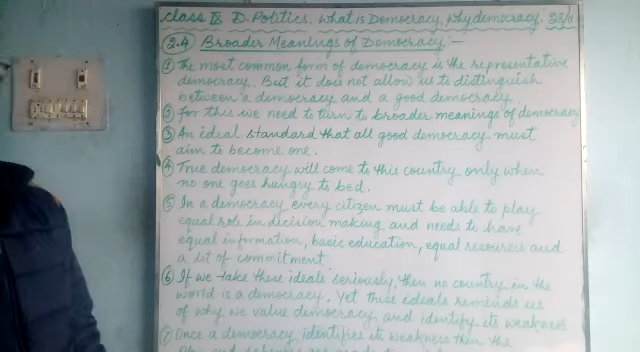 class IX D. Politics. What is Democracy, Why democracy. 28/11
2.4 Broader Meanings of Democracy:-
① The most common form of democracy is the representative
democracy. But it does not allow us to distinguish
between a democracy and a good democracy.
② For this we need to turn to broader meanings of democracy
③ An ideal standard that all good democracy must
aim to become one.
④ True democracy will come to this country only when
no one goes hungry to bed.
⑤ In a democracy every citizen must be able to play
equal role in decision making and needs to have
equal information, basic education, equal resources and
a lot of commitment.
⑥ If we take these ideals seriously, then no country in the
world is a democracy. Yet these ideals reminds us
of why we value democracy and identify its weakness
⑦ Once a democracy identifies its weakness then the